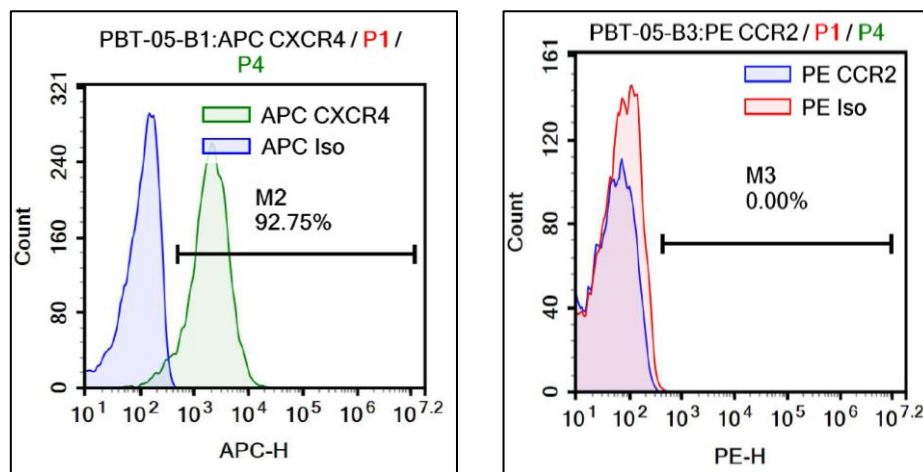 PBT-05-B1:APC CXCR4 / P1 /
P4
321
240
160
80
0
Count
APC CXCR4
APC Iso
M2
92.75%
10^1 10^2 10^3 10^4 10^5 10^6 10^7.2
APC-H
PBT-05-B3:PE CCR2 / P1 / P4
161
120
80
40
0
Count
PE CCR2
PE Iso
M3
0.00%
10^1 10^2 10^3 10^4 10^5 10^6 10^7.2
PE-H